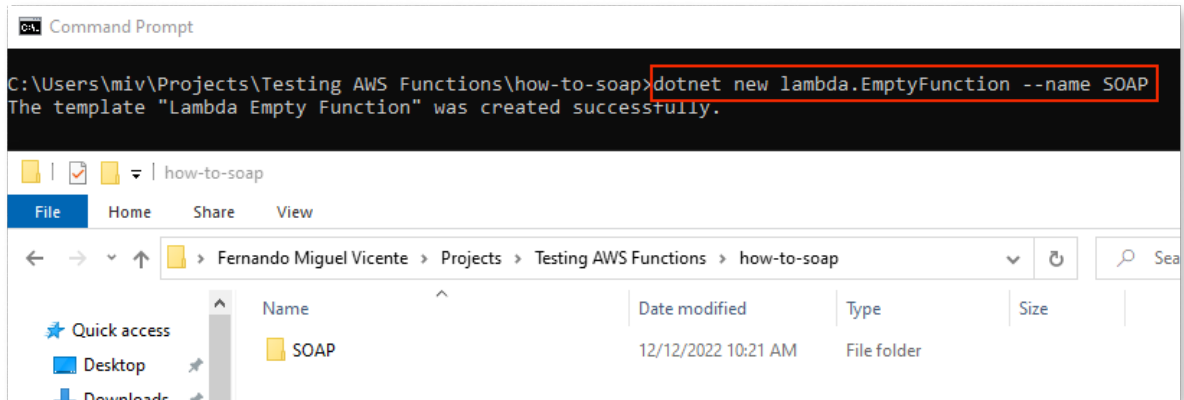 Command Prompt
C:\Users\miv\Projects\Testing AWS Functions\how-to-soap>dotnet new lambda.EmptyFunction --name SOAP
The template "Lambda Empty Function" was created successfully.
how-to-soap
File Home Share View
Fernando Miguel Vicente > Projects > Testing AWS Functions > how-to-soap
Name Date modified Type Size
Quick access
SOAP 12/12/2022 10:21 AM File folder
Desktop
Downloads